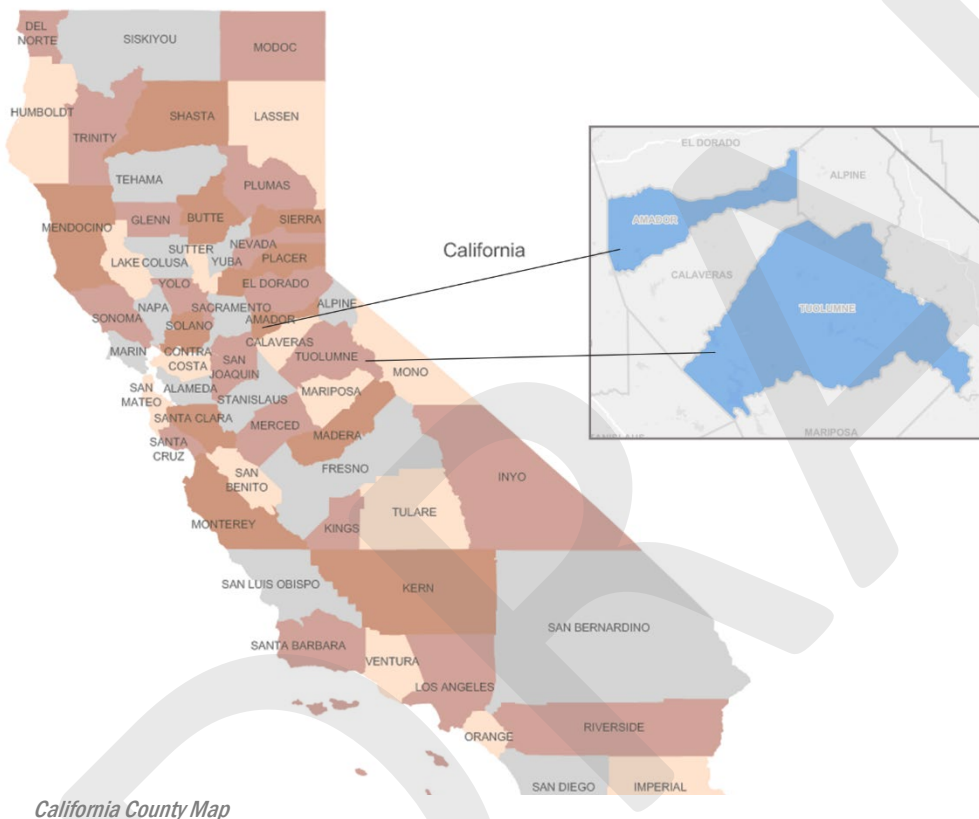 DEL
NORTE
SISKIYOU
MODOC
HUMBOLDT
TRINITY
SHASTA
LASSEN
TEHAMA
PLUMAS
MENDOCINO
GLENN
BUTTE
SIERRA
LAKE
COLUSA
SUTTER
YUBA
NEVADA
PLACER
YOLO
EL DORADO
SONOMA
NAPA
SACRAMENTO
ALPINE
SOLANO
AMADOR
CALAVERAS
MARIN
CONTRA
COSTA
SAN
JOAQUIN
TUOLUMNE
MONO
SAN
MATEO
ALAMEDA
STANISLAUS
MARIPOSA
SANTA CLARA
MERCED
MADERA
SANTA
CRUZ
SAN
BENITO
FRESNO
INYO
MONTEREY
KINGS
TULARE
SAN LUIS OBISPO
KERN
SAN BERNARDINO
SANTA BARBARA
VENTURA
LOS ANGELES
ORANGE
RIVERSIDE
SAN DIEGO
IMPERIAL
California
EL DORADO
ALPINE
AMADOR
CALAVERAS
TUOLUMNE
MARIPOSA
California County Map